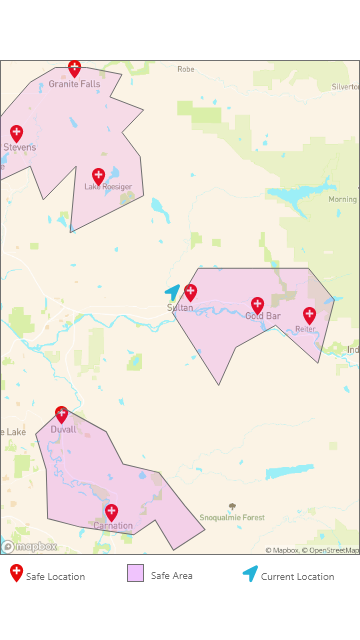 Robe
Granite Falls
Silverton
Stevens
Lake Roesiger
Morning
Sultan
Gold Bar
Reiter
Ind
Duvall
e Lake
Carnation
Snoqualmie Forest
mapbox
© Mapbox, © OpenStreetMap
Safe Location
Safe Area
Current Location